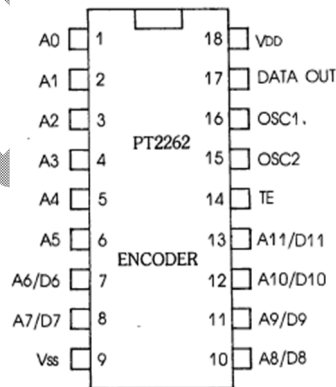 A0 1 18 VDD
A1 2 17 DATA OUT
A2 3 16 OSC1.
PT2262
A3 4 15 OSC2
A4 5 14 TE
A5 6 13 A11/D11
ENCODER
A6/D6 7 12 A10/D10
A7/D7 8 11 A9/D9
Vss 9 10 A8/D8